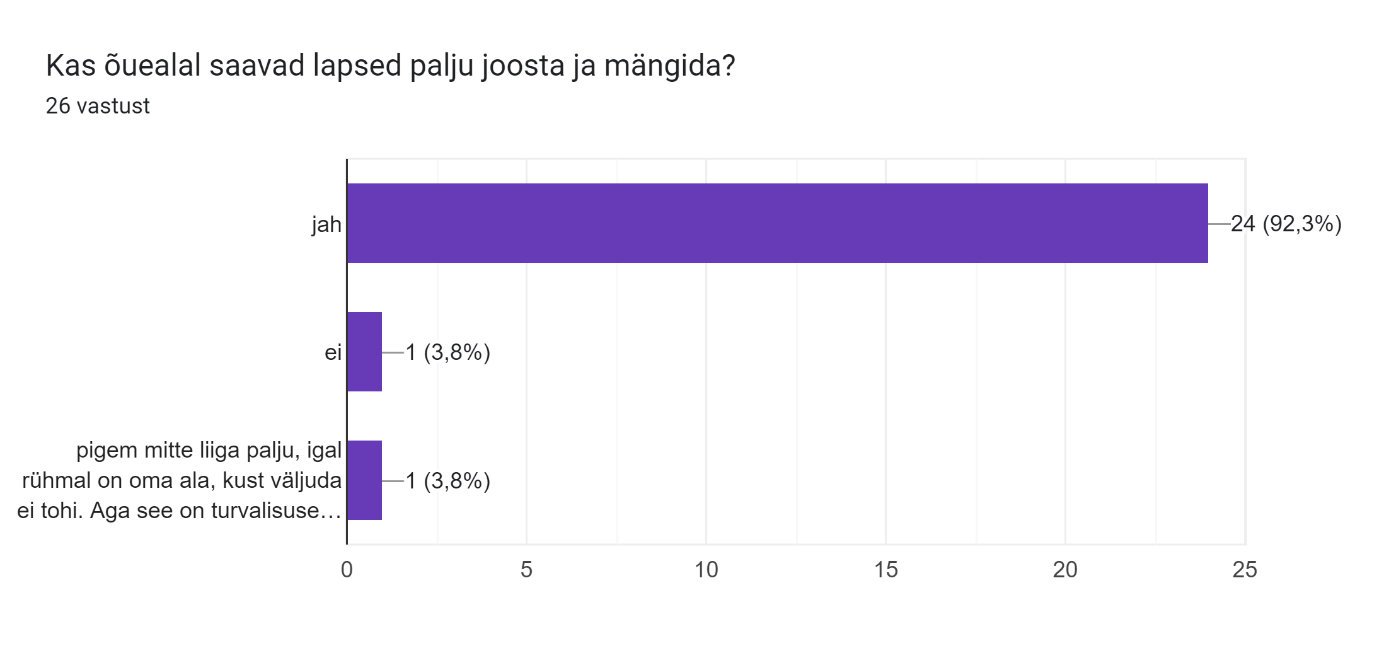 Kas õuealal saavad lapsed palju joosta ja mängida?
26 vastust
jah
24 (92,3%)
ei
1 (3,8%)
pigem mitte liiga palju, igal
rühmal on oma ala, kust väljuda
ei tohi. Aga see on turvalisuse…
1 (3,8%)
0 5 10 15 20 25